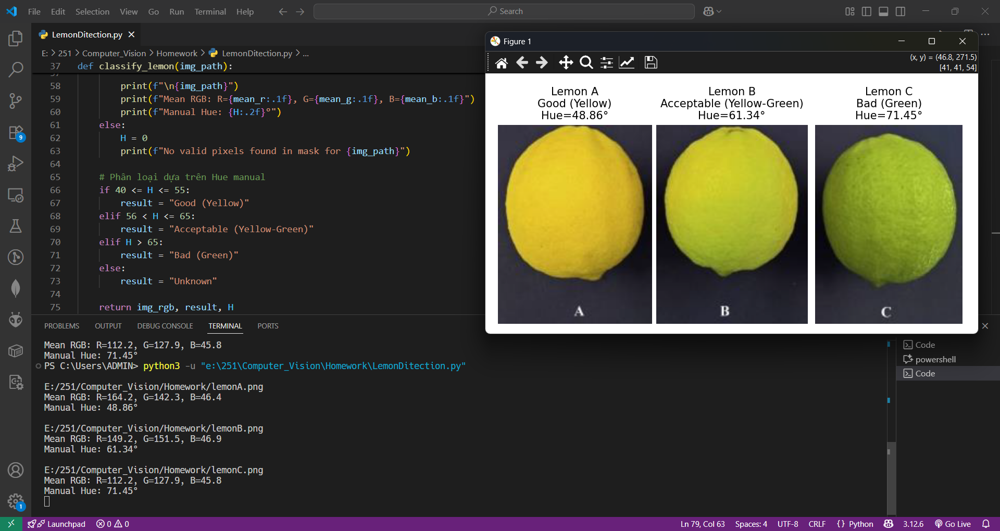 File Edit Selection View Go Run Terminal Help
Search
LemonDitection.py
E: > 251 > Computer_Vision > Homework > LemonDitection.py > ...
37 def classify_lemon(img_path):
58 print(f"\n{img_path}")
59 print(f"Mean RGB: R={mean_r:.1f}, G={mean_g:.1f}, B={mean_b:.1f}")
60 print(f"Manual Hue: {H:.2f}°")
61 else:
62 H = 0
63 print(f"No valid pixels found in mask for {img_path}")
64
65 # Phân loại dựa trên Hue manual
66 if 40 <= H <= 55:
67 result = "Good (Yellow)"
68 elif 56 < H <= 65:
69 result = "Acceptable (Yellow-Green)"
70 elif H > 65:
71 result = "Bad (Green)"
72 else:
73 result = "Unknown"
74
75 return img_rgb, result, H
Figure 1
(x, y) = (46.8, 271.5)
[41, 41, 54]
Lemon A
Good (Yellow)
Hue=48.86°
Lemon B
Acceptable (Yellow-Green)
Hue=61.34°
Lemon C
Bad (Green)
Hue=71.45°
A
B
C
PROBLEMS OUTPUT DEBUG CONSOLE TERMINAL PORTS
Mean RGB: R=112.2, G=127.9, B=45.8
Manual Hue: 71.45°
PS C:\Users\ADMIN> python3 -u "e:\251\Computer_Vision\Homework\LemonDitection.py"
E:/251/Computer_Vision/Homework/lemonA.png
Mean RGB: R=164.2, G=142.3, B=46.4
Manual Hue: 48.86°
E:/251/Computer_Vision/Homework/lemonB.png
Mean RGB: R=149.2, G=151.5, B=46.9
Manual Hue: 61.34°
E:/251/Computer_Vision/Homework/lemonC.png
Mean RGB: R=112.2, G=127.9, B=45.8
Manual Hue: 71.45°
Code
powershell
Code
9
1
Launchpad 0 0
Ln 79, Col 63 Spaces: 4 UTF-8 CRLF {} Python 3.12.6 Go Live